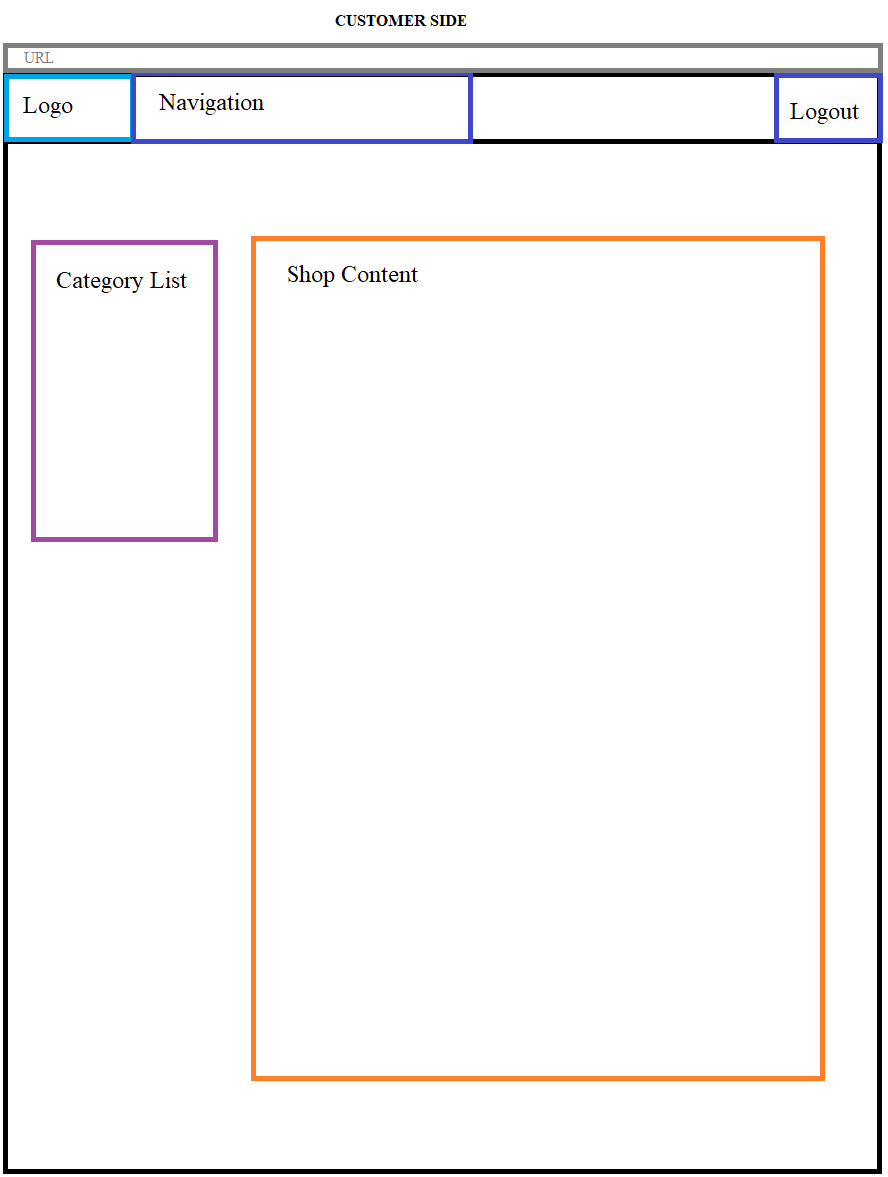 CUSTOMER SIDE
URL
Logo
Navigation
Logout
Category List
Shop Content